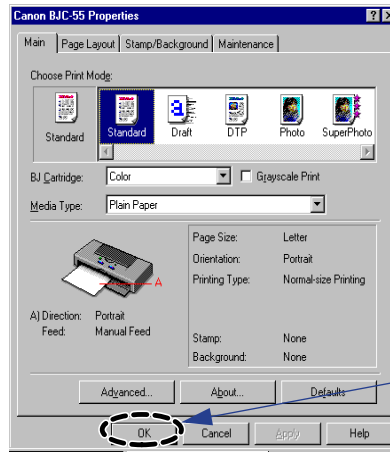 Canon BJC-55 Properties
Main Page Layout Stamp/Background Maintenance
Choose Print Mode:
Standard Standard Draft DTP Photo SuperPhoto
BJ Cartridge: Color Grayscale Print
Media Type: Plain Paper
A
Page Size: Letter
Orientation: Portrait
Printing Type: Normal-size Printing
A) Direction: Portrait
Feed: Manual Feed
Stamp: None
Background: None
Advanced... About... Defaults
OK Cancel Apply Help